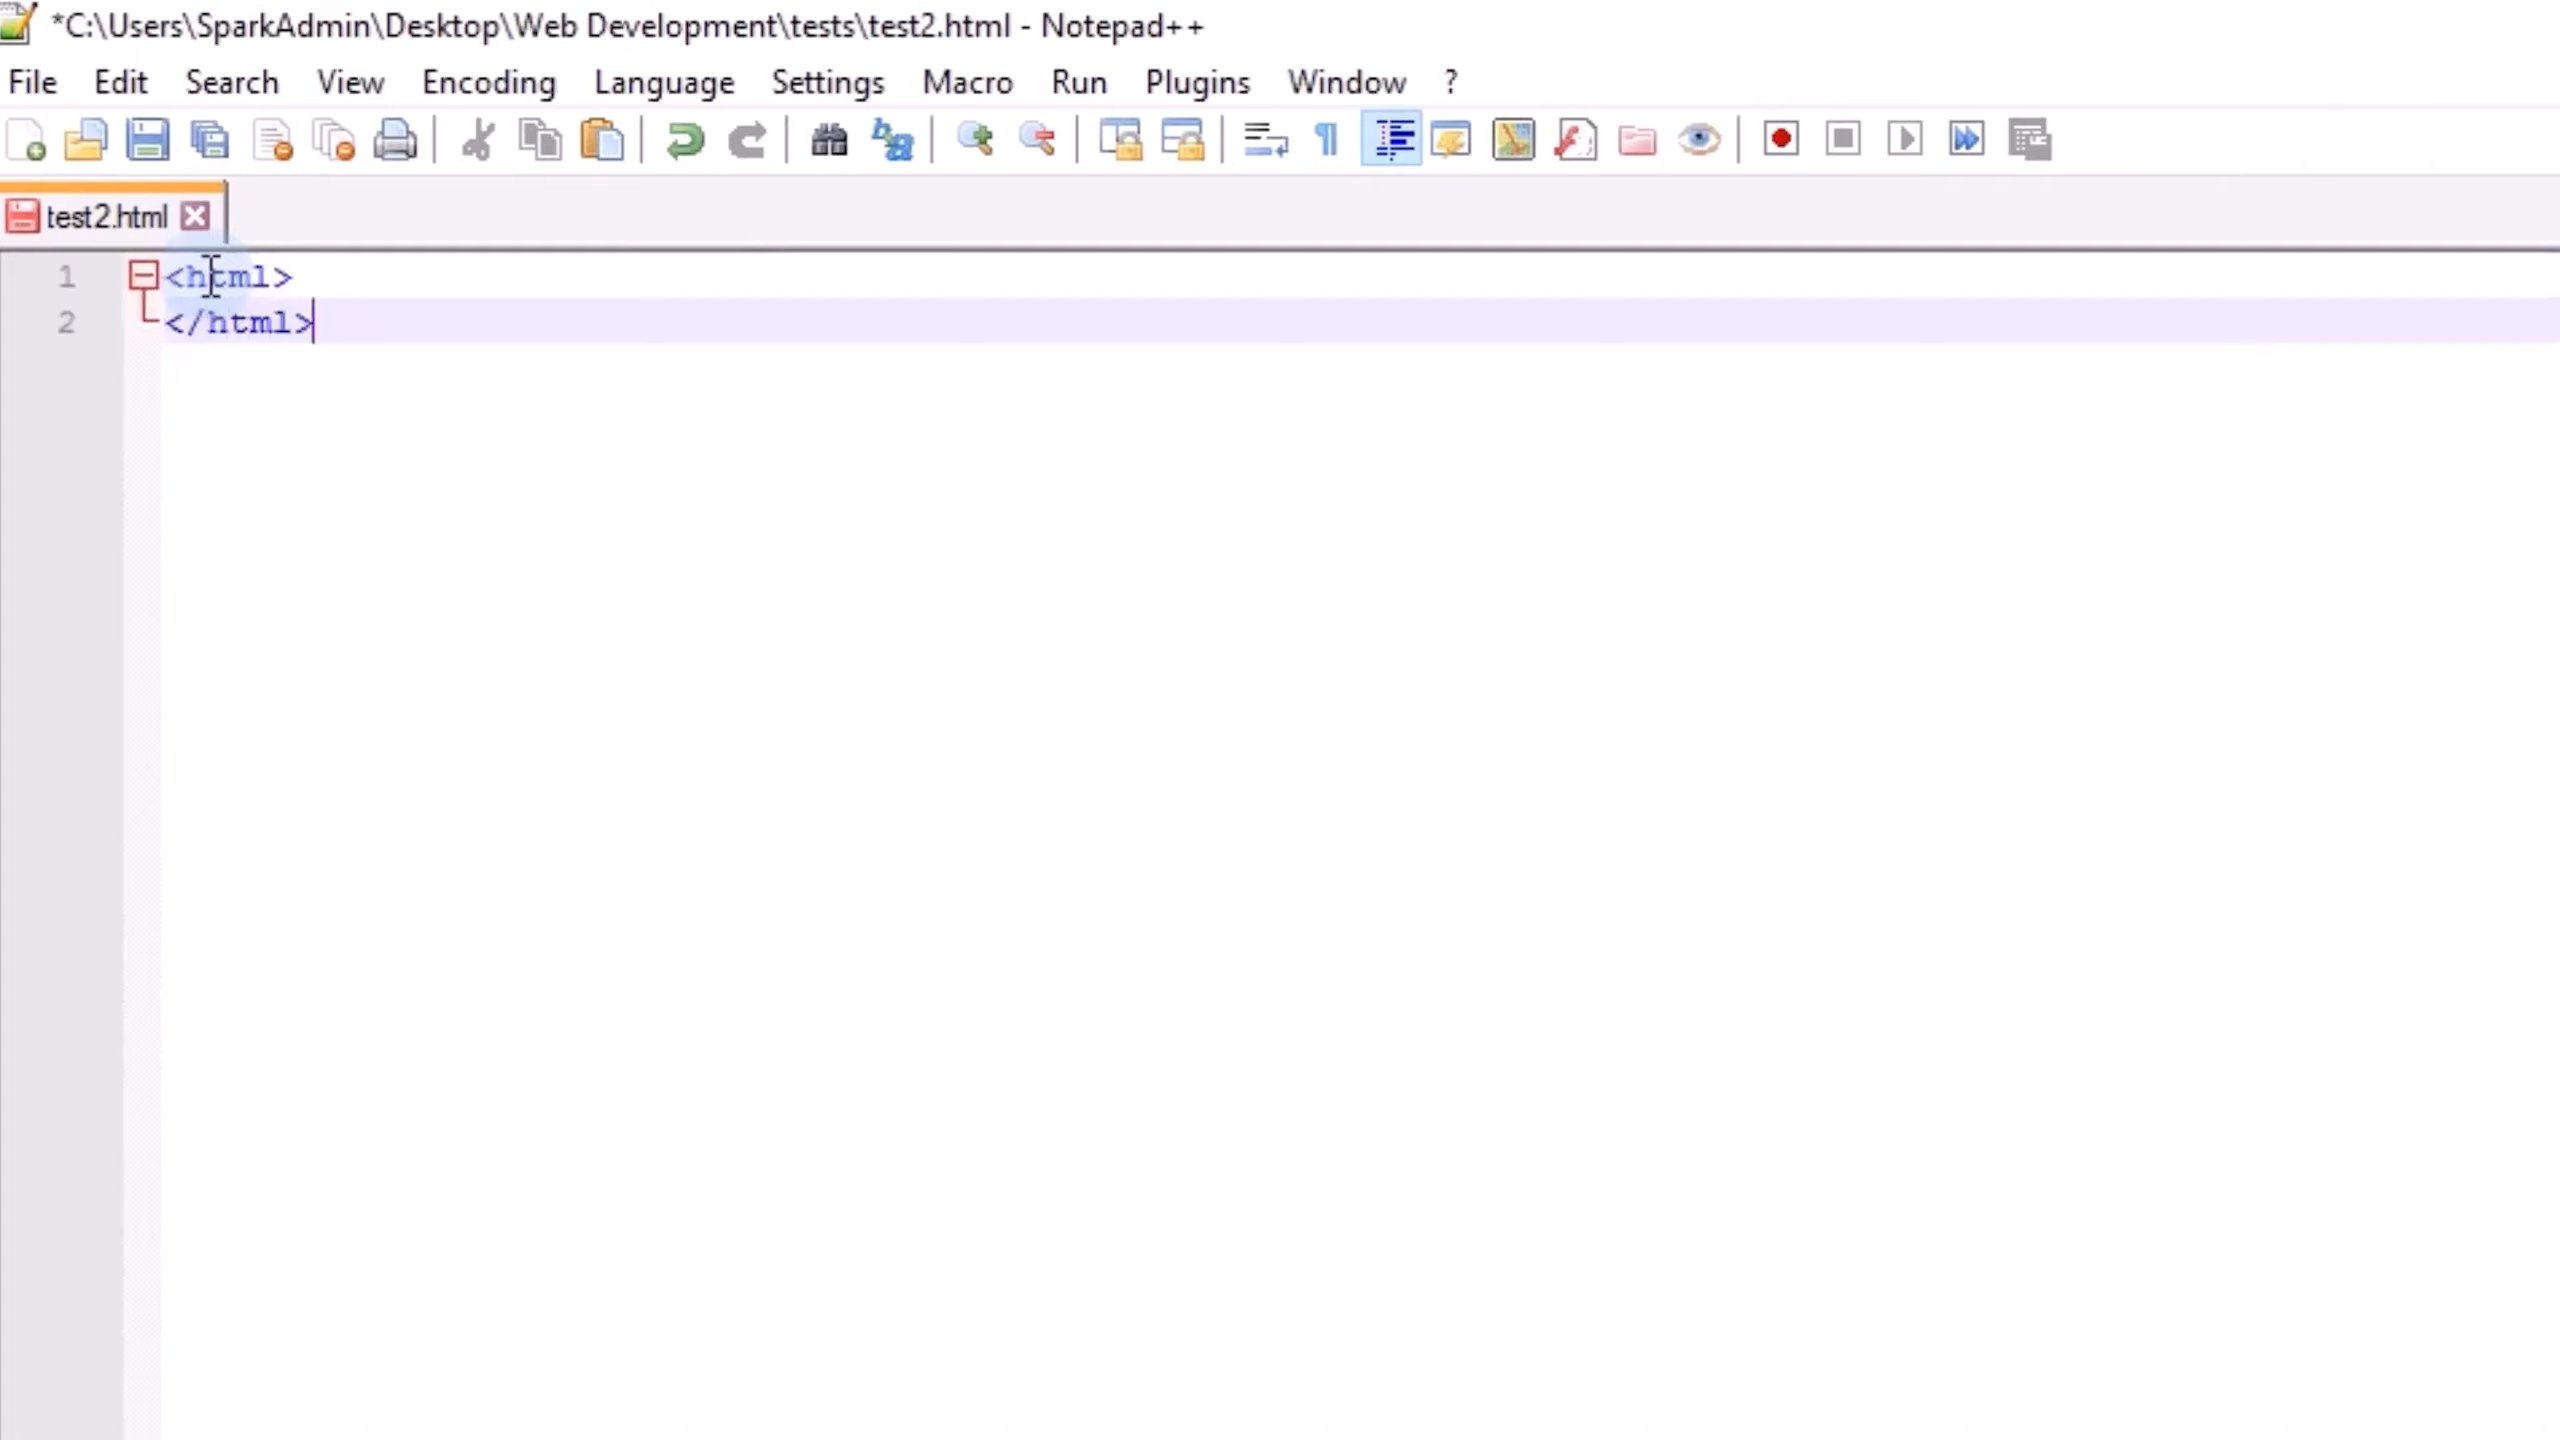 *C:\Users\SparkAdmin\Desktop\Web Development\tests\test2.html - Notepad++
File Edit Search View Encoding Language Settings Macro Run Plugins Window ?
test2.html
1 <html>
2 </html>